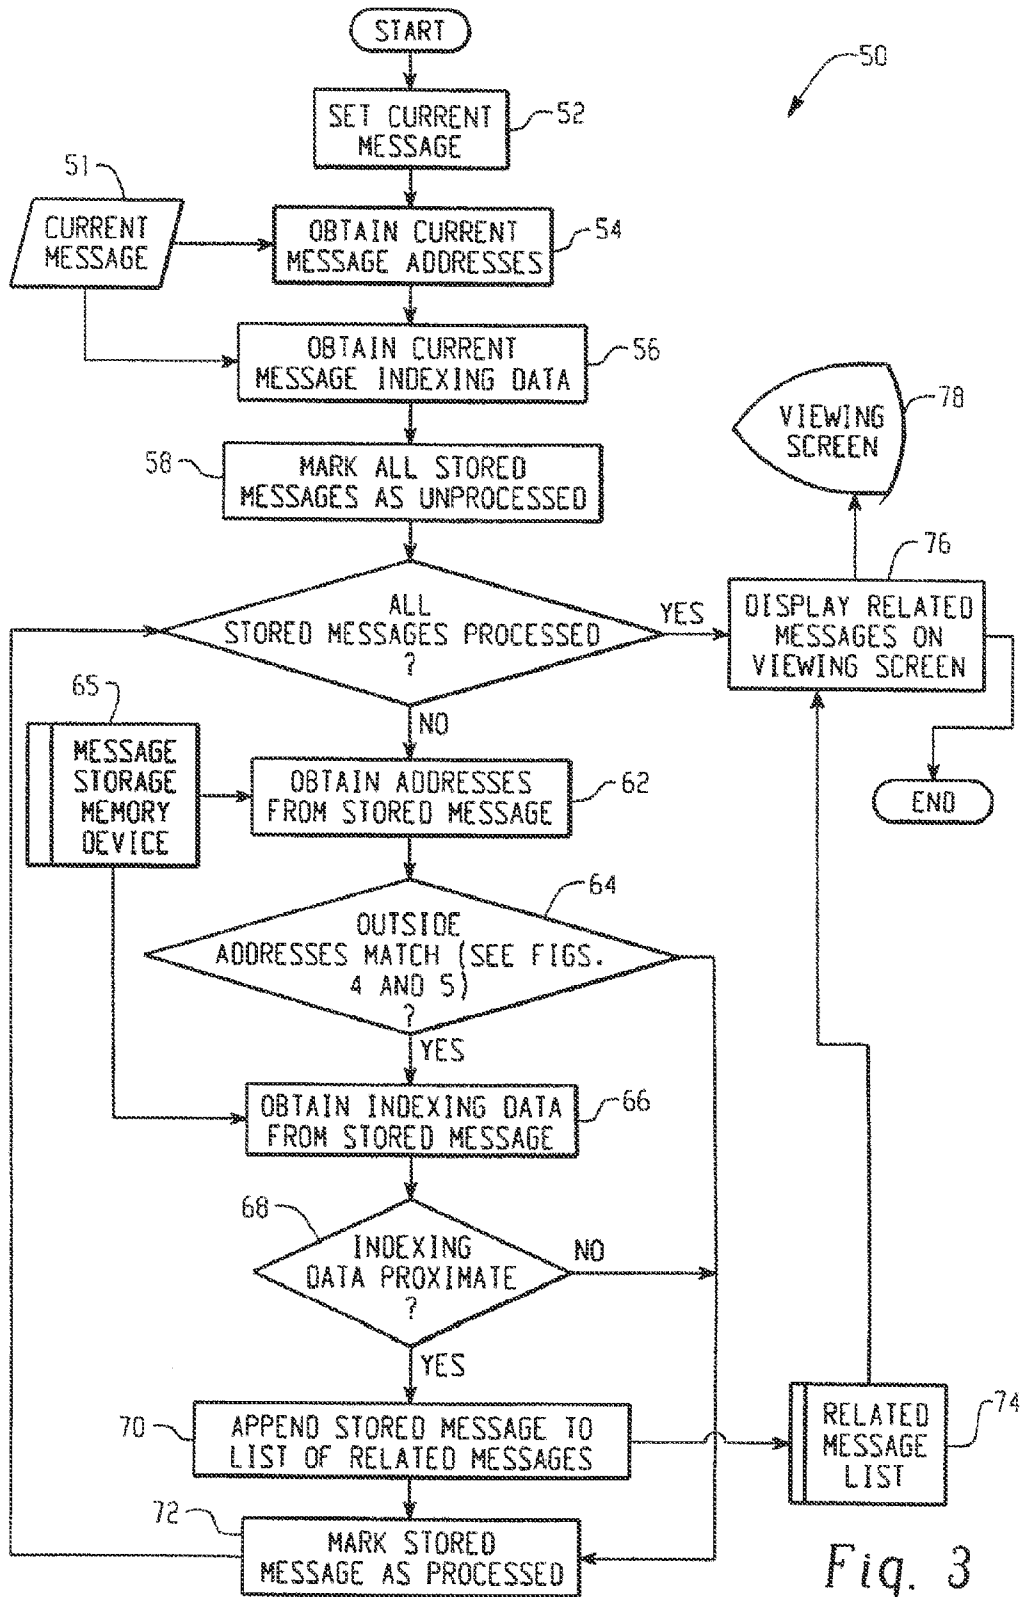 START
50
SET CURRENT
MESSAGE
52
51
CURRENT
MESSAGE
OBTAIN CURRENT
MESSAGE ADDRESSES
54
OBTAIN CURRENT
MESSAGE INDEXING DATA
56
VIEWING
SCREEN
78
58
MARK ALL STORED
MESSAGES AS UNPROCESSED
ALL
STORED MESSAGES PROCESSED
?
YES
76
DISPLAY RELATED
MESSAGES ON
VIEWING SCREEN
NO
65
MESSAGE
STORAGE
MEMORY
DEVICE
OBTAIN ADDRESSES
FROM STORED MESSAGE
62
END
64
OUTSIDE
ADDRESSES MATCH (SEE FIGS.
4 AND 5)
?
YES
OBTAIN INDEXING DATA
FROM STORED MESSAGE
66
68
INDEXING
DATA PROXIMATE
?
NO
YES
70
APPEND STORED MESSAGE TO
LIST OF RELATED MESSAGES
RELATED
MESSAGE
LIST
74
72
MARK STORED
MESSAGE AS PROCESSED
Fig. 3